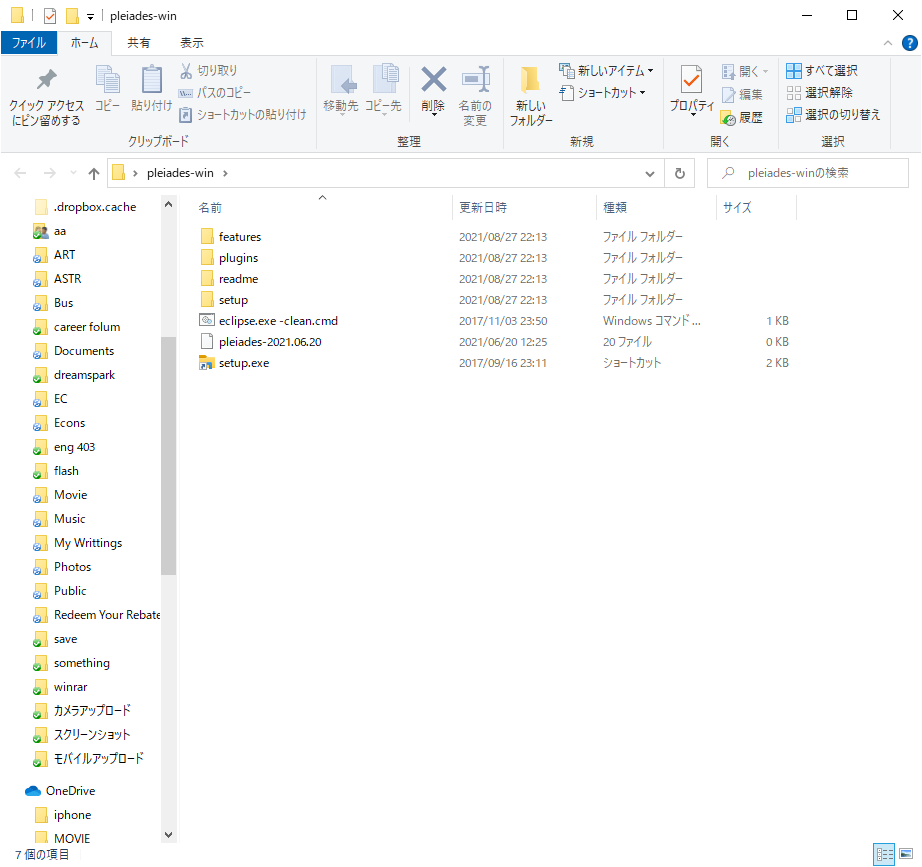 pleiades-win
ファイル ホーム 共有 表示
クイック アクセス
にピン留めする
コピー
貼り付け
切り取り
パスのコピー
ショートカットの貼り付け
クリップボード
移動先
コピー先
削除
名前の
変更
整理
新しい
フォルダー
新しいアイテム
ショートカット
新規
プロパティ
開く
編集
履歴
開く
すべて選択
選択解除
選択の切り替え
選択
pleiades-win
pleiades-winの検索
.dropbox.cache
aa
ART
ASTR
Bus
career folum
Documents
dreamspark
EC
Econs
eng 403
flash
Movie
Music
My Writtings
Photos
Public
Redeem Your Rebate
save
something
winrar
カメラアップロード
スクリーンショット
モバイルアップロード
OneDrive
iphone
MOVIE
名前 更新日時 種類 サイズ
features 2021/08/27 22:13 ファイル フォルダー
plugins 2021/08/27 22:13 ファイル フォルダー
readme 2021/08/27 22:13 ファイル フォルダー
setup 2021/08/27 22:13 ファイル フォルダー
eclipse.exe -clean.cmd 2017/11/03 23:50 Windows コマンド ... 1 KB
pleiades-2021.06.20 2021/06/20 12:25 20 ファイル 0 KB
setup.exe 2017/09/16 23:11 ショートカット 2 KB
7 個の項目